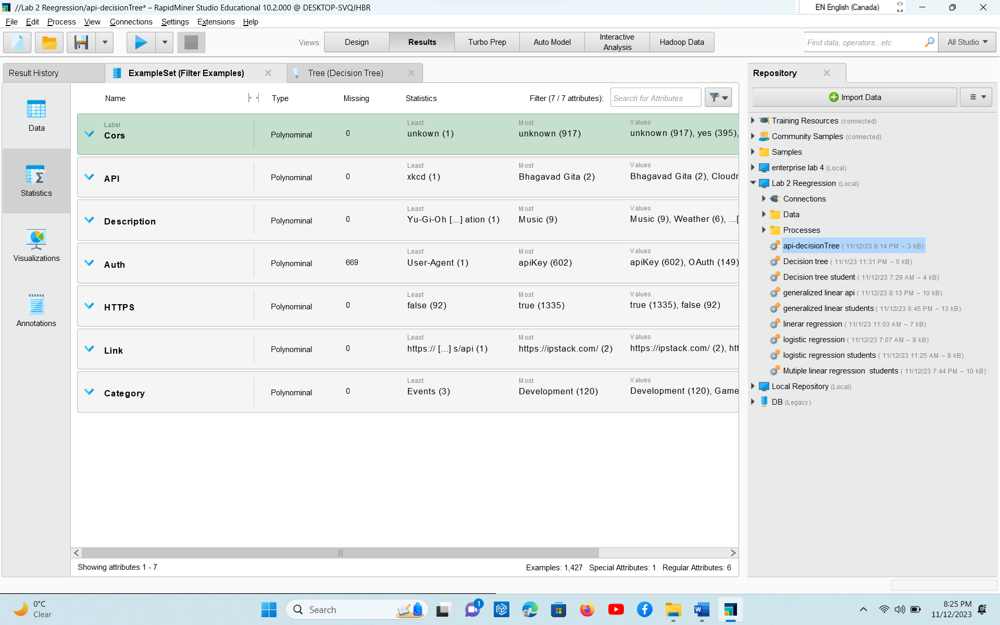 //Lab 2 Reegression/api-decisionTree* – RapidMiner Studio Educational 10.2.000 @ DESKTOP-SVQJHBR
EN English (Canada)
File Edit Process View Connections Settings Extensions Help
Views: Design Results Turbo Prep Auto Model Interactive Analysis Hadoop Data
Find data, operators...etc All Studio
Result History
ExampleSet (Filter Examples)
Tree (Decision Tree)
Repository
Data
Statistics
Visualizations
Annotations
Name Type Missing Statistics Filter (7 / 7 attributes): Search for Attributes
Label Least Most Values
Cors Polynominal 0 unkown (1) unknown (917) unknown (917), yes (395),
Least Most Values
API Polynominal 0 xkcd (1) Bhagavad Gita (2) Bhagavad Gita (2), Cloudr
Least Most Values
Description Polynominal 0 Yu-Gi-Oh [...] ation (1) Music (9) Music (9), Weather (6), ...[
Least Most Values
Auth Polynominal 669 User-Agent (1) apiKey (602) apiKey (602), OAuth (149)
Least Most Values
HTTPS Polynominal 0 false (92) true (1335) true (1335), false (92)
Least Most Values
Link Polynominal 0 https:// [...] s/api (1) https://ipstack.com/ (2) https://ipstack.com/ (2), htt
Least Most Values
Category Polynominal 0 Events (3) Development (120) Development (120), Game
Showing attributes 1 - 7
Examples: 1,427 Special Attributes: 1 Regular Attributes: 6
Import Data
Training Resources (connected)
Community Samples (connected)
Samples
enterprise lab 4 (Local)
Lab 2 Reegression (Local)
Connections
Data
Processes
api-decisionTree ( 11/12/23 8:14 PM – 3 kB)
Decision tree ( 11/1/23 11:31 PM – 5 kB)
Decision tree student ( 11/12/23 7:29 AM – 4 kB)
generalized linear api ( 11/12/23 8:13 PM – 10 kB)
generalized linear students ( 11/12/23 6:45 PM – 13 kB)
linerar regression ( 11/1/23 11:03 AM – 7 kB)
logistic regression ( 11/12/23 7:07 AM – 8 kB)
logistic regression students ( 11/12/23 11:25 AM – 8 kB)
Mutiple linear regression students ( 11/12/23 7:44 PM – 10 kB)
Local Repository (Local)
DB (Legacy)
0°C
Clear
Search
1
8:25 PM
11/12/2023